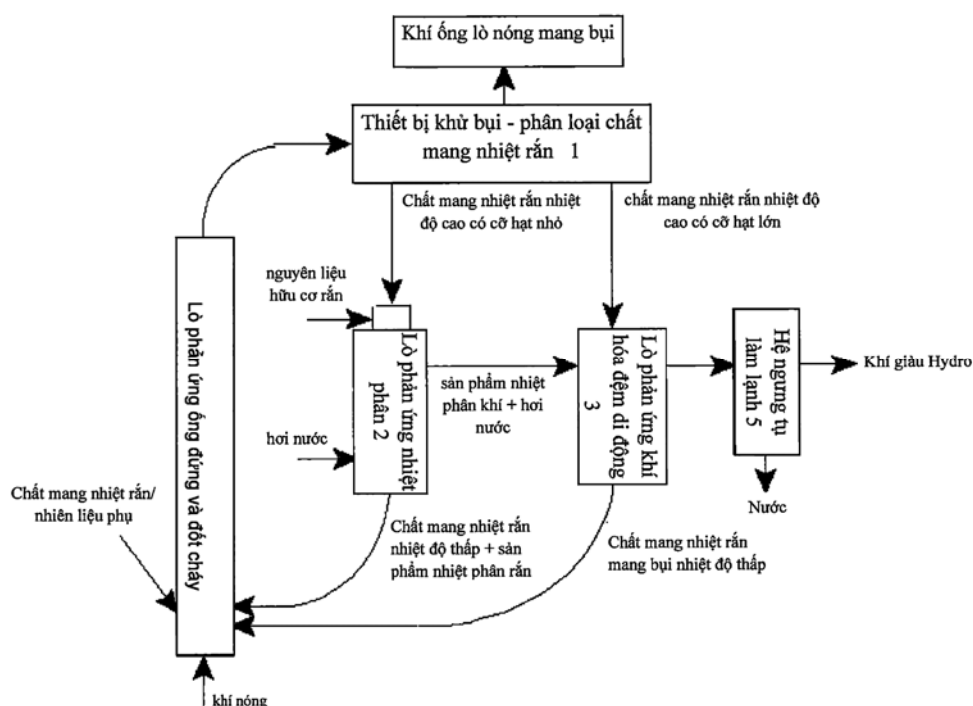 Khí ống lò nóng mang bụi
Thiết bị khử bụi - phân loại chất
mang nhiệt rắn 1
Chất mang nhiệt rắn nhiệt
độ cao có cỡ hạt nhỏ
chất mang nhiệt rắn nhiệt độ
cao có cỡ hạt lớn
nguyên liệu
hữu cơ rắn
Lò phản ứng ống đứng và đốt cháy
Lò phản ứng nhiệt
phân 2
sản phẩm nhiệt
phân khí + hơi
nước
Lò phản ứng khí
hóa đệm di động
3
Hệ ngưng tụ
làm lạnh 5
Khí giàu Hydro
hơi nước
Nước
Chất mang nhiệt rắn/
nhiên liệu phụ
Chất mang nhiệt rắn
nhiệt độ thấp + sản
phẩm nhiệt phân rắn
Chất mang nhiệt rắn
mang bụi nhiệt độ thấp
khí nóng